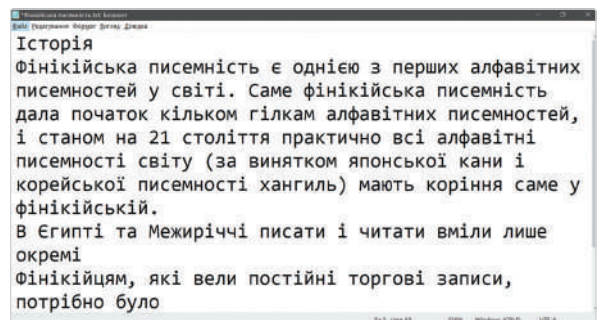 Історія
Фінікійська писемність є однією з перших алфавітних
писемностей у світі. Саме фінікійська писемність
дала початок кільком гілкам алфавітних писемностей,
і станом на 21 століття практично всі алфавітні
писемності світу (за винятком японської кани і
корейської писемності хангиль) мають коріння саме у
фінікійській.
В Єгипті та Межиріччі писати і читати вміли лише
окремі
Фінікійцям, які вели постійні торгові записи,
потрібно було